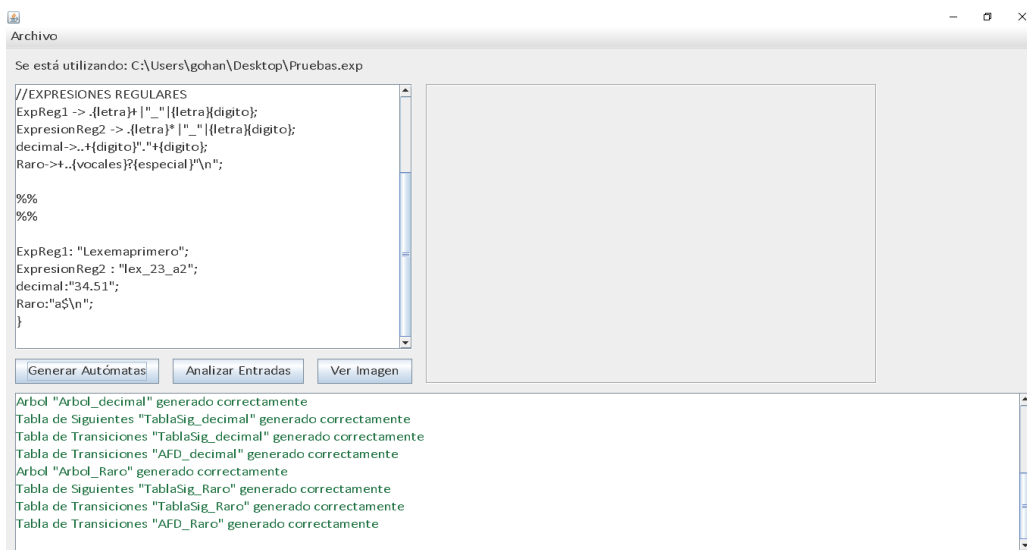 Archivo
Se está utilizando: C:\Users\gohan\Desktop\Pruebas.exp
//EXPRESIONES REGULARES
ExpReg1 -> .{letra}+|"_"|{letra}{digito};
ExpresionReg2 -> .{letra}*|"_"|{letra}{digito};
decimal->..+{digito}"."+{digito};
Raro->+..{vocales}?{especial}"\n";
%%
%%
ExpReg1: "Lexemaprimero";
ExpresionReg2 : "lex_23_a2";
decimal:"34.51";
Raro:"a$\n";
}
Generar Autómatas Analizar Entradas Ver Imagen
Arbol "Arbol_decimal" generado correctamente
Tabla de Siguientes "TablaSig_decimal" generado correctamente
Tabla de Transiciones "TablaSig_decimal" generado correctamente
Tabla de Transiciones "AFD_decimal" generado correctamente
Arbol "Arbol_Raro" generado correctamente
Tabla de Siguientes "TablaSig_Raro" generado correctamente
Tabla de Transiciones "TablaSig_Raro" generado correctamente
Tabla de Transiciones "AFD_Raro" generado correctamente